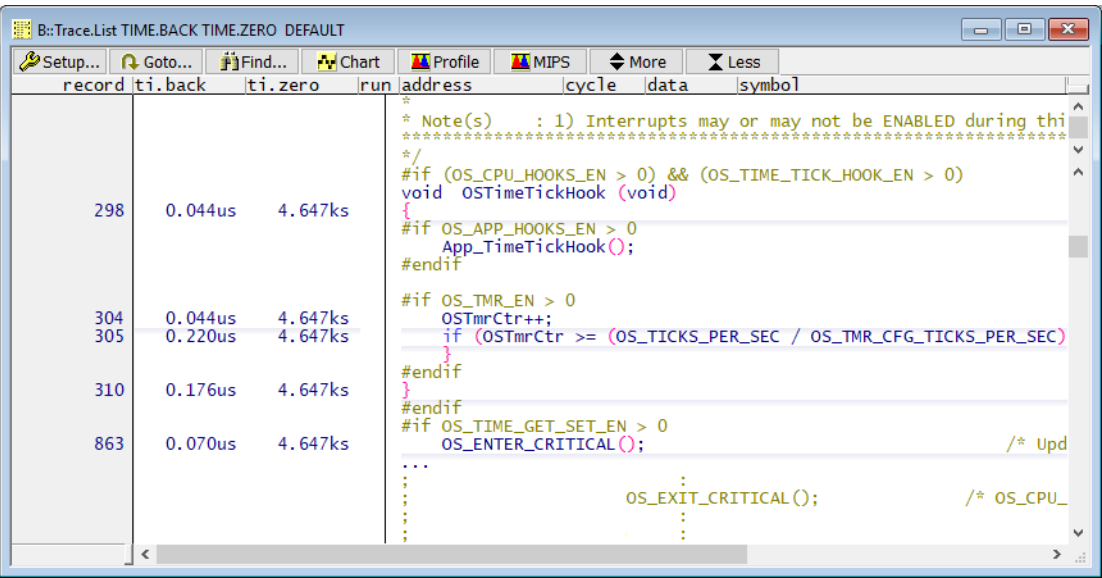 B::Trace.List TIME.BACK TIME.ZERO DEFAULT
Setup... Goto... Find... Chart Profile MIPS More Less
record ti.back ti.zero run address cycle data symbol
*
* Note(s) : 1) Interrupts may or may not be ENABLED during thi
*********************************************************************
*/
#if (OS_CPU_HOOKS_EN > 0) && (OS_TIME_TICK_HOOK_EN > 0)
void OSTimeTickHook (void)
298 0.044us 4.647ks {
#if OS_APP_HOOKS_EN > 0
App_TimeTickHook();
#endif
#if OS_TMR_EN > 0
304 0.044us 4.647ks OSTmrCtr++;
305 0.220us 4.647ks if (OSTmrCtr >= (OS_TICKS_PER_SEC / OS_TMR_CFG_TICKS_PER_SEC)
}
#endif
310 0.176us 4.647ks }
#endif
#if OS_TIME_GET_SET_EN > 0
863 0.070us 4.647ks OS_ENTER_CRITICAL(); /* Upd
...
; :
; OS_EXIT_CRITICAL(); /* OS_CPU_
; :
; :